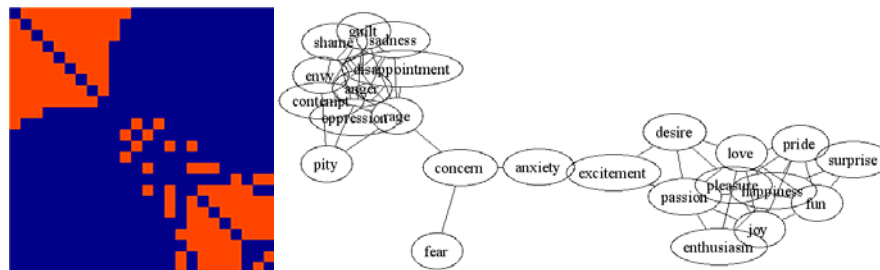 guilt
shame
sadness
envy
disappointment
anger
contempt
oppression
rage
pity
concern
anxiety
excitement
fear
desire
love
pride
surprise
passion
pleasure
happiness
fun
joy
enthusiasm